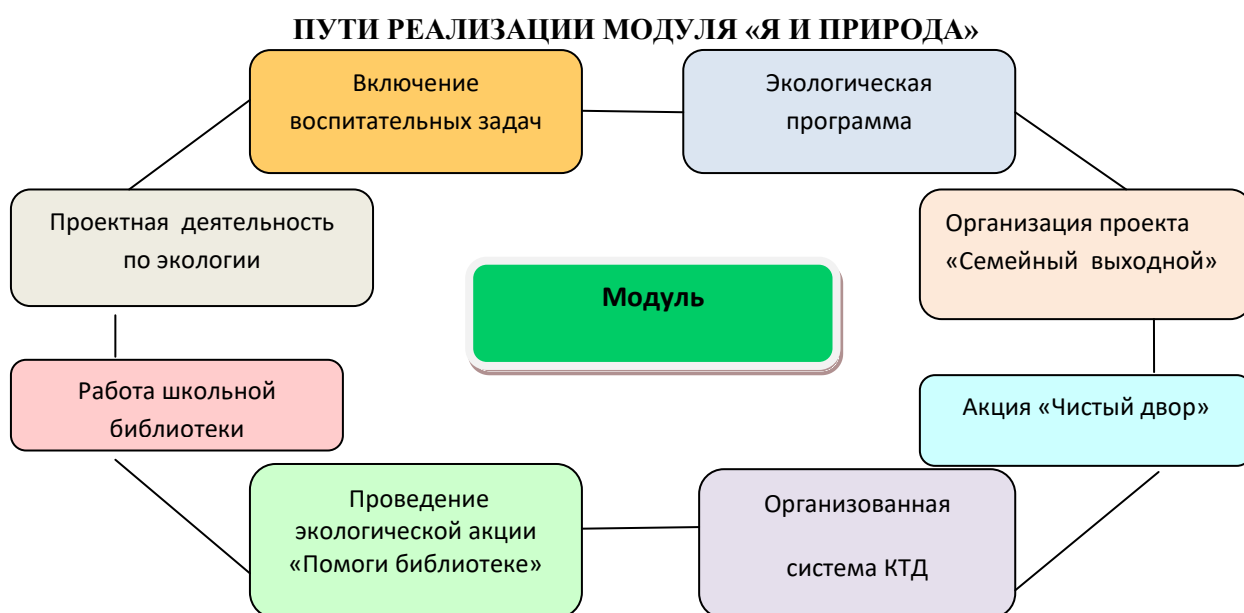 ПУТИ РЕАЛИЗАЦИИ МОДУЛЯ «Я И ПРИРОДА»
Включение
воспитательных задач
Экологическая
программа
Проектная деятельность
по экологии
Организация проекта
«Семейный выходной»
Модуль
Работа школьной
библиотеки
Акция «Чистый двор»
Проведение
экологической акции
«Помоги библиотеке»
Организованная
система КТД